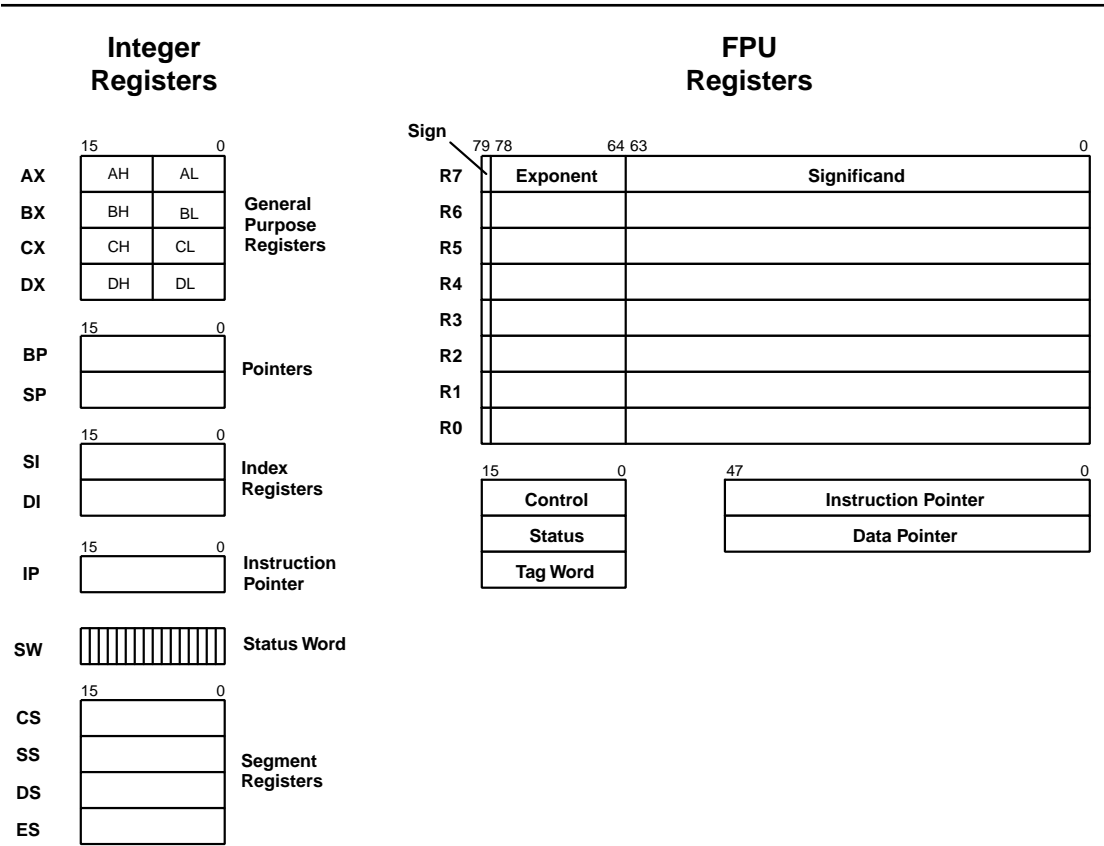 Integer
Registers
15 0
AX AH AL
BX BH BL
CX CH CL
DX DH DL
General
Purpose
Registers
15 0
BP
SP
Pointers
15 0
SI
DI
Index
Registers
15 0
IP
Instruction
Pointer
SW
Status Word
15 0
CS
SS
DS
ES
Segment
Registers
FPU
Registers
Sign
79 78 64 63 0
R7 Exponent Significand
R6
R5
R4
R3
R2
R1
R0
15 0
Control
Status
Tag Word
47 0
Instruction Pointer
Data Pointer